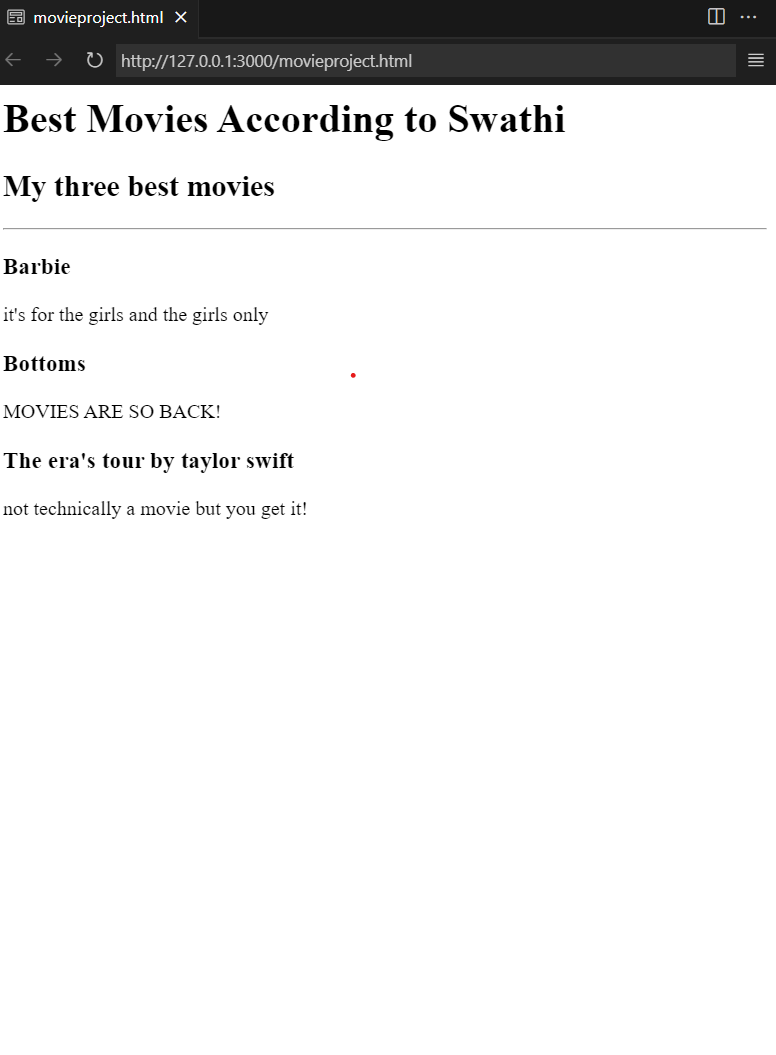 movieproject.html
http://127.0.0.1:3000/movieproject.html
Best Movies According to Swathi
My three best movies
Barbie
it's for the girls and the girls only
Bottoms
MOVIES ARE SO BACK!
The era's tour by taylor swift
not technically a movie but you get it!